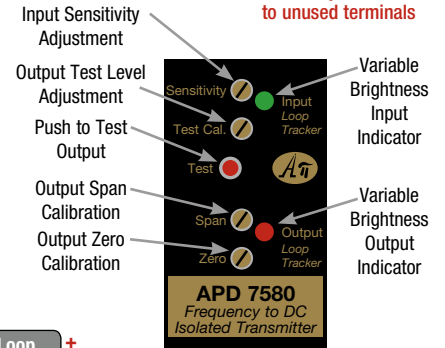 to unused terminals
Input Sensitivity
Adjustment
Output Test Level
Adjustment
Push to Test
Output
Output Span
Calibration
Output Zero
Calibration
Sensitivity
Input
Loop
Tracker
Test Cal.
Test
Aπ
Span
Output
Loop
Tracker
Zero
APD 7580
Frequency to DC
Isolated Transmitter
Variable
Brightness
Input
Indicator
Variable
Brightness
Output
Indicator
Loop +